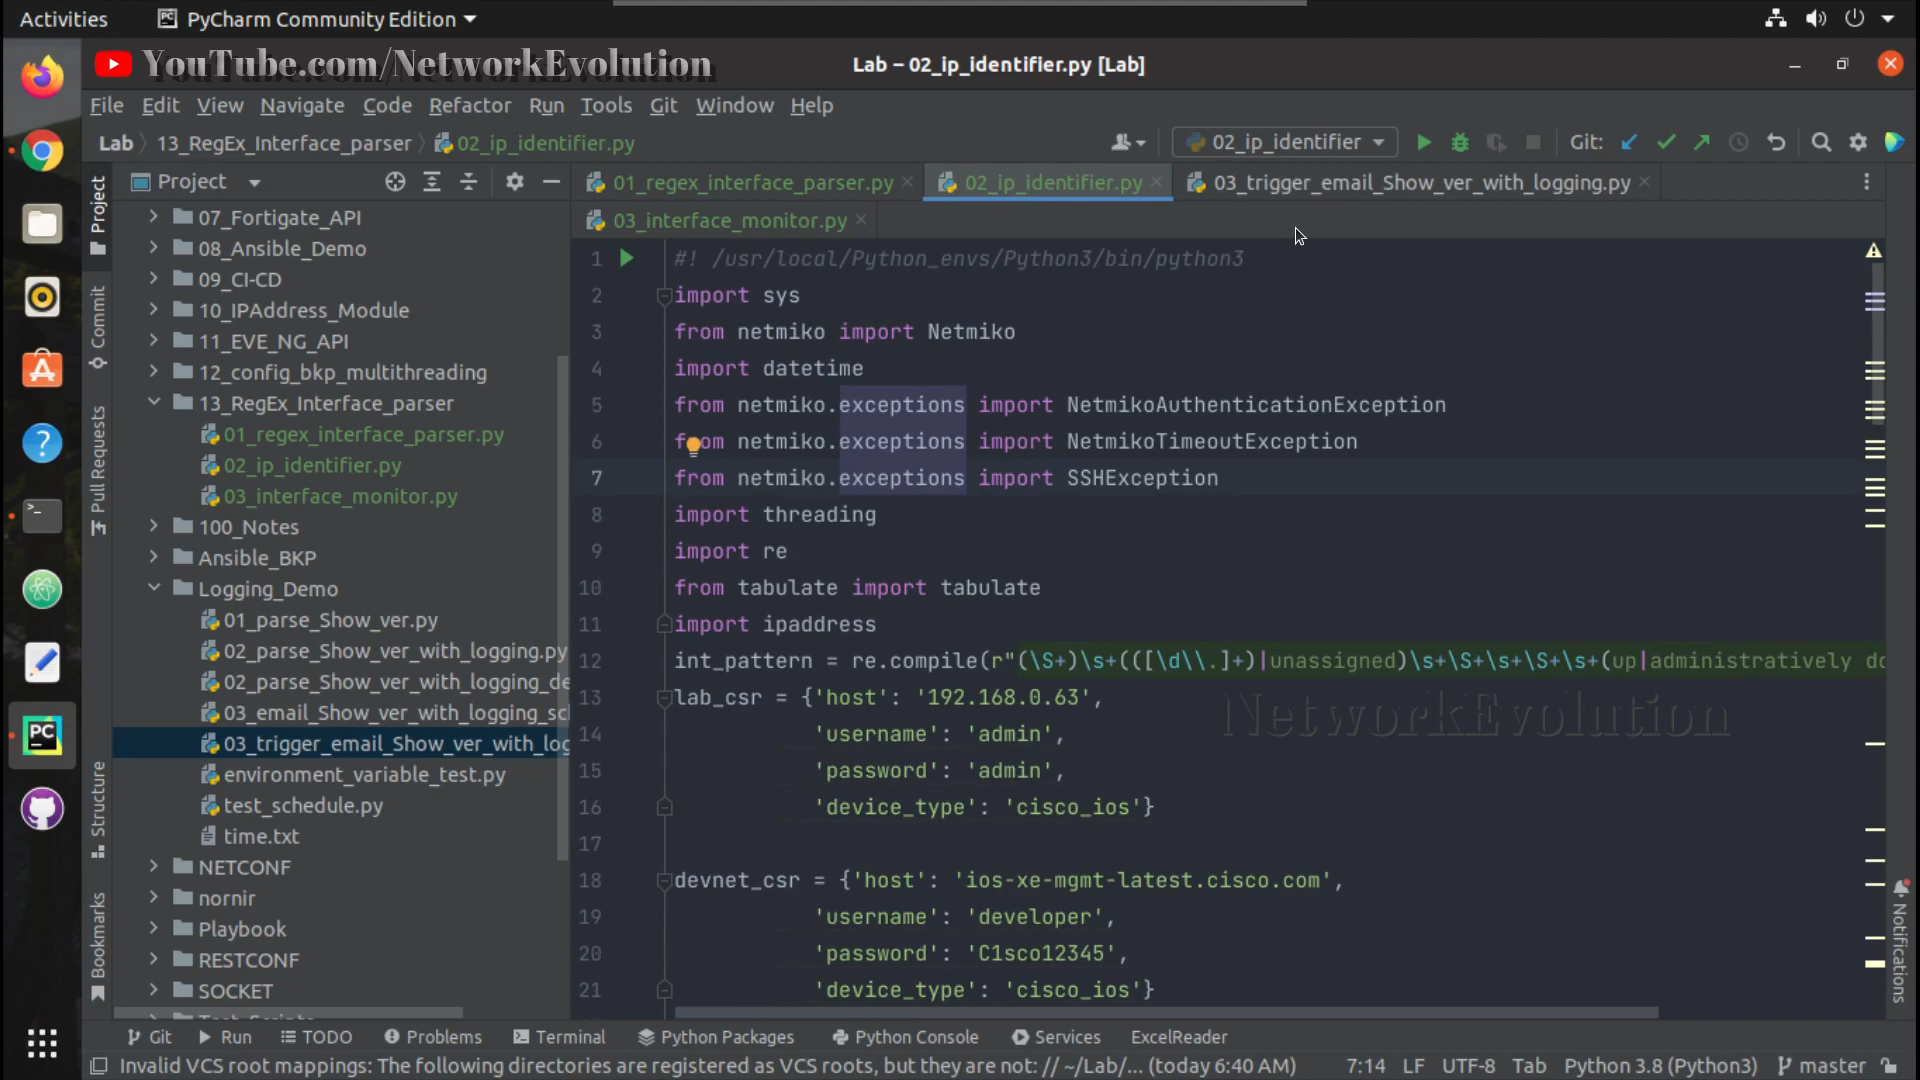 Activities
PyCharm Community Edition
YouTube.com/NetworkEvolution
Lab – 02_ip_identifier.py [Lab]
File Edit View Navigate Code Refactor Run Tools Git Window Help
Lab 13_RegEx_Interface_parser 02_ip_identifier.py
02_ip_identifier
Git:
Project
01_regex_interface_parser.py
02_ip_identifier.py
03_trigger_email_Show_ver_with_logging.py
03_interface_monitor.py
Project
Commit
Pull Requests
Structure
Bookmarks
07_Fortigate_API
08_Ansible_Demo
09_CI-CD
10_IPAddress_Module
11_EVE_NG_API
12_config_bkp_multithreading
13_RegEx_Interface_parser
01_regex_interface_parser.py
02_ip_identifier.py
03_interface_monitor.py
100_Notes
Ansible_BKP
Logging_Demo
01_parse_Show_ver.py
02_parse_Show_ver_with_logging.py
02_parse_Show_ver_with_logging_de
03_email_Show_ver_with_logging_sc
03_trigger_email_Show_ver_with_log
environment_variable_test.py
test_schedule.py
time.txt
NETCONF
nornir
Playbook
RESTCONF
SOCKET
1 #! /usr/local/Python_envs/Python3/bin/python3
2 import sys
3 from netmiko import Netmiko
4 import datetime
5 from netmiko.exceptions import NetmikoAuthenticationException
6 from netmiko.exceptions import NetmikoTimeoutException
7 from netmiko.exceptions import SSHException
8 import threading
9 import re
10 from tabulate import tabulate
11 import ipaddress
12 int_pattern = re.compile(r"(\S+)\s+(([\d\\.]+)|unassigned)\s+\S+\s+\S+\s+(up|administratively do
13 lab_csr = {'host': '192.168.0.63',
14 'username': 'admin',
15 'password': 'admin',
16 'device_type': 'cisco_ios'}
17
18 devnet_csr = {'host': 'ios-xe-mgmt-latest.cisco.com',
19 'username': 'developer',
20 'password': 'C1sco12345',
21 'device_type': 'cisco_ios'}
NetworkEvolution
Notifications
Git Run TODO Problems Terminal Python Packages Python Console Services ExcelReader
Invalid VCS root mappings: The following directories are registered as VCS roots, but they are not: // ~/Lab/... (today 6:40 AM)
7:14 LF UTF-8 Tab Python 3.8 (Python3) master